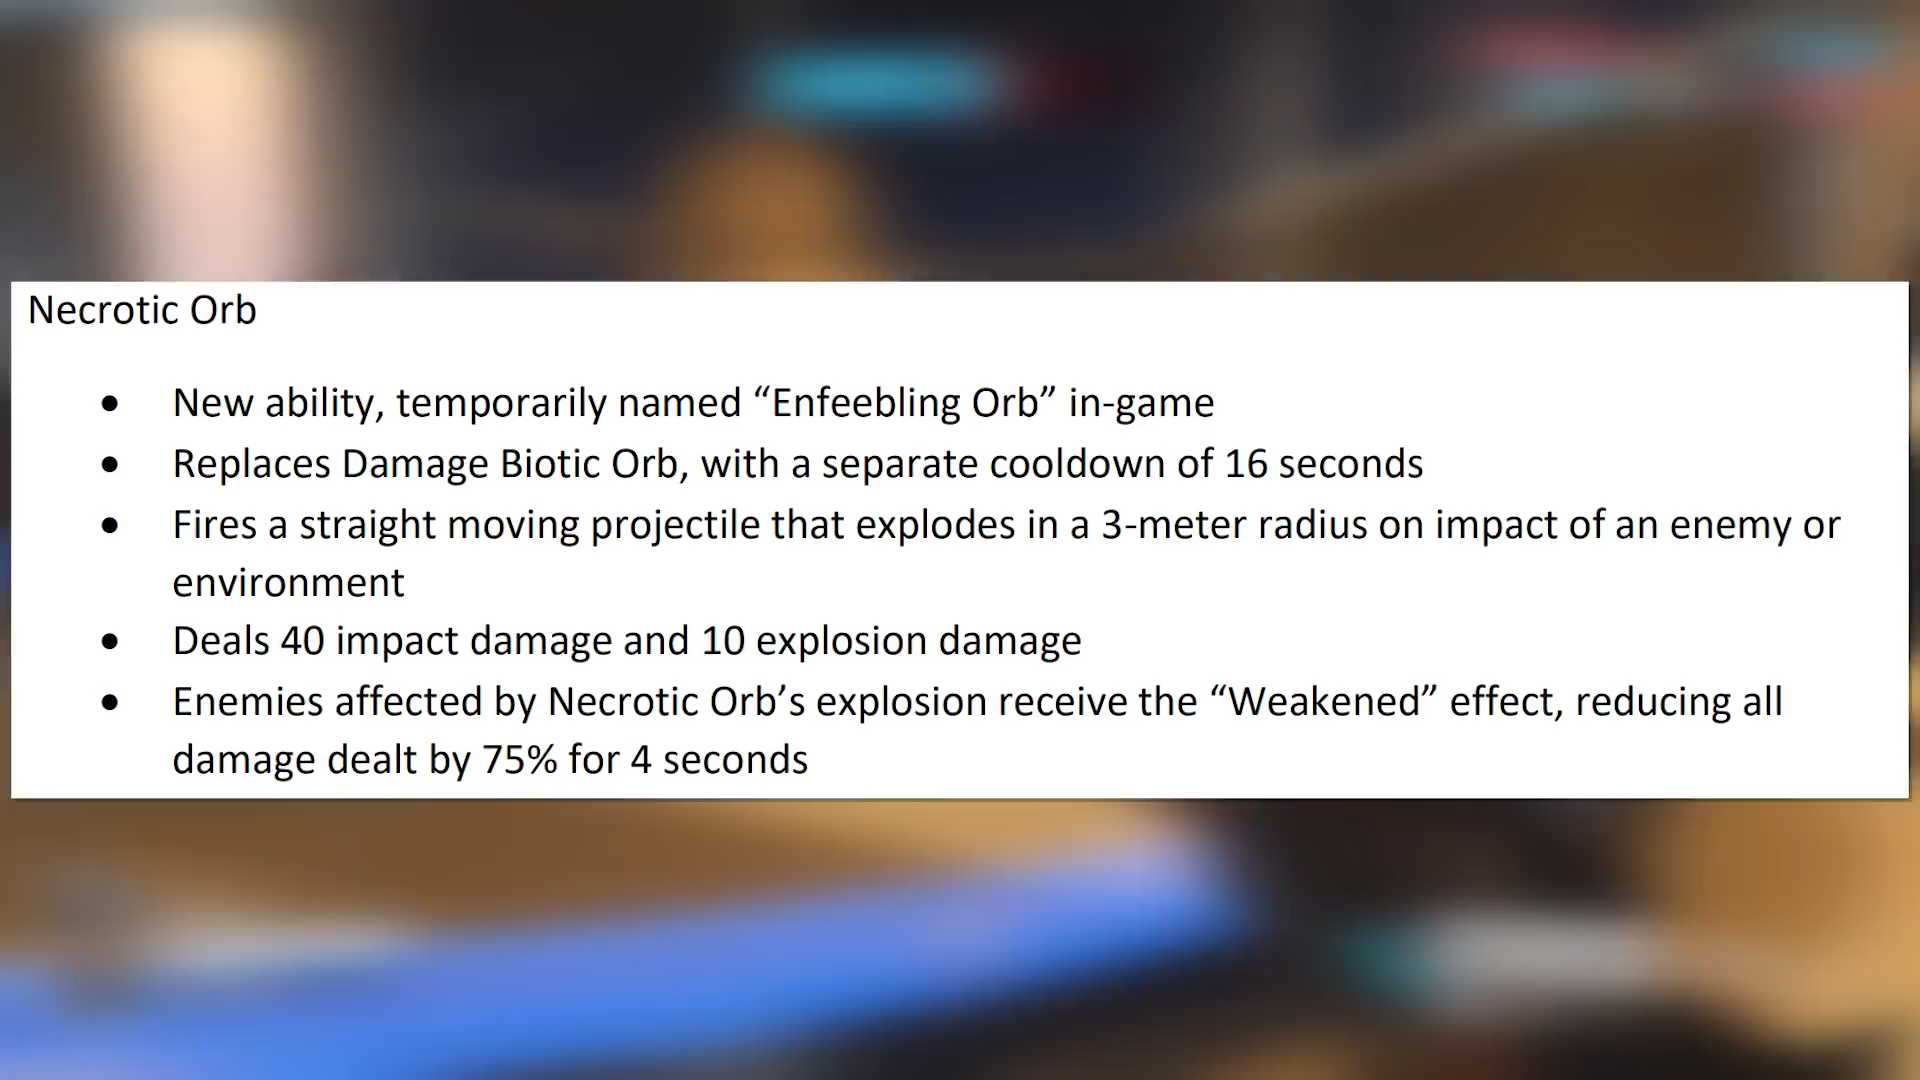 Necrotic Orb
• New ability, temporarily named “Enfeebling Orb” in-game
• Replaces Damage Biotic Orb, with a separate cooldown of 16 seconds
• Fires a straight moving projectile that explodes in a 3-meter radius on impact of an enemy or
environment
• Deals 40 impact damage and 10 explosion damage
• Enemies affected by Necrotic Orb’s explosion receive the “Weakened” effect, reducing all
damage dealt by 75% for 4 seconds